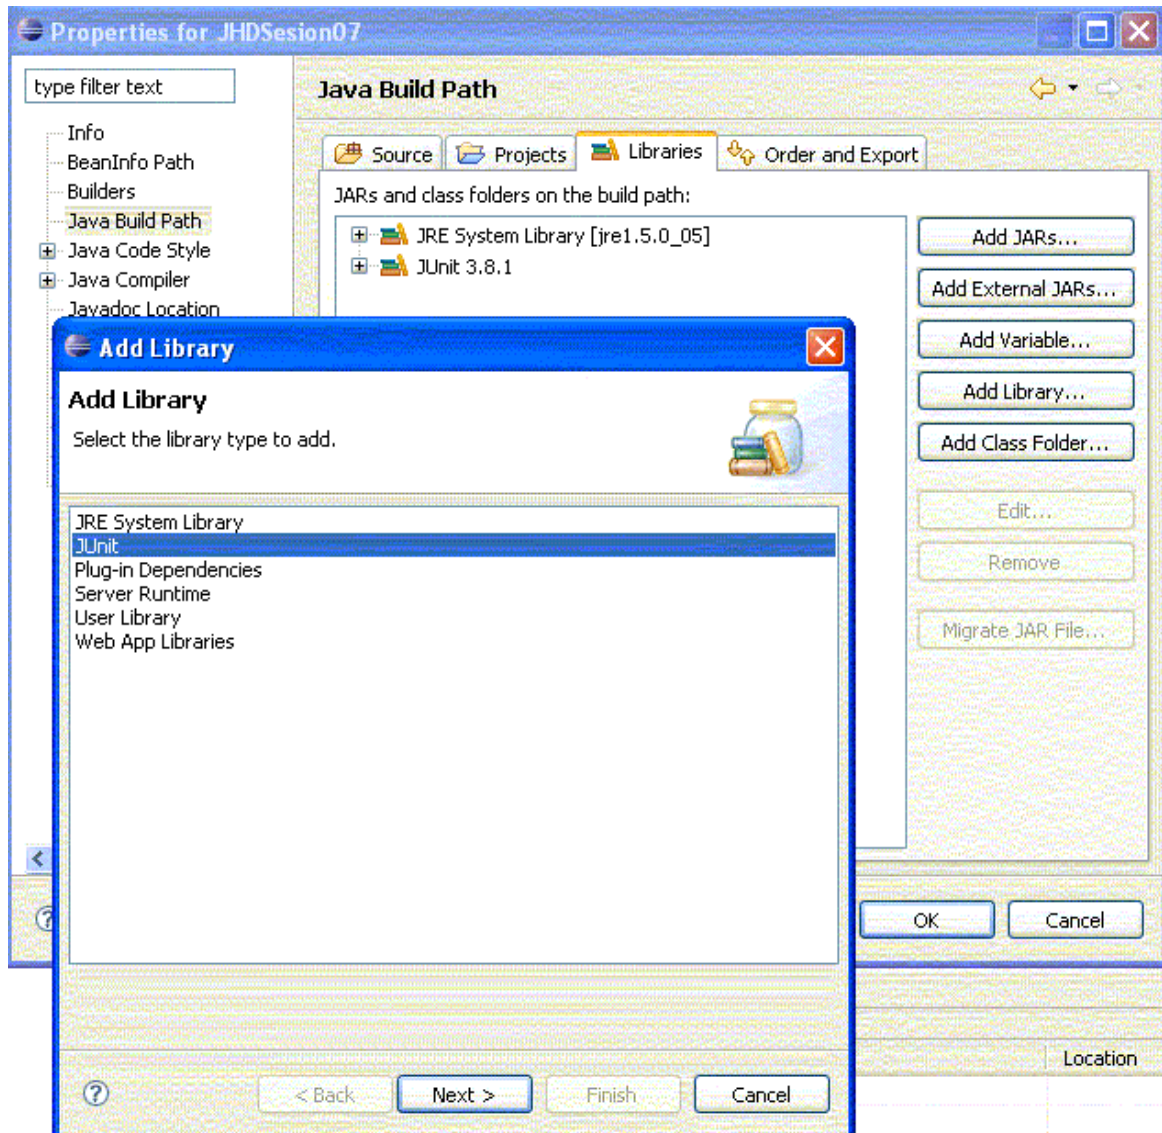 Properties for JHDSesion07
type filter text
Java Build Path
Info
BeanInfo Path
Builders
Java Build Path
Java Code Style
Java Compiler
Javadoc Location
Source
Projects
Libraries
Order and Export
JARs and class folders on the build path:
JRE System Library [jre1.5.0_05]
JUnit 3.8.1
Add JARs...
Add External JARs...
Add Variable...
Add Library...
Add Class Folder...
Edit...
Remove
Migrate JAR File...
OK
Cancel
Add Library
Add Library
Select the library type to add.
JRE System Library
JUnit
Plug-in Dependencies
Server Runtime
User Library
Web App Libraries
? < Back Next > Finish Cancel
Location